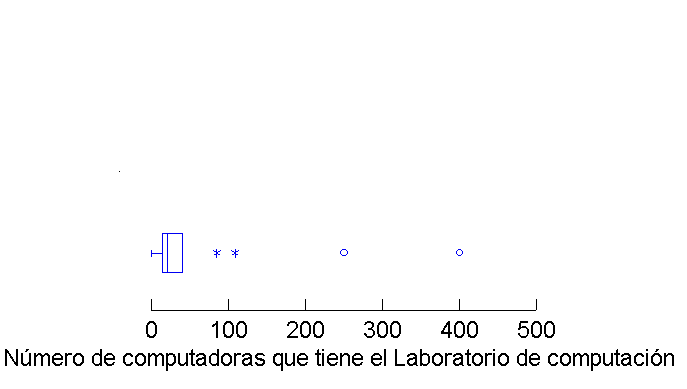 0 100 200 300 400 500
Número de computadoras que tiene el Laboratorio de computación